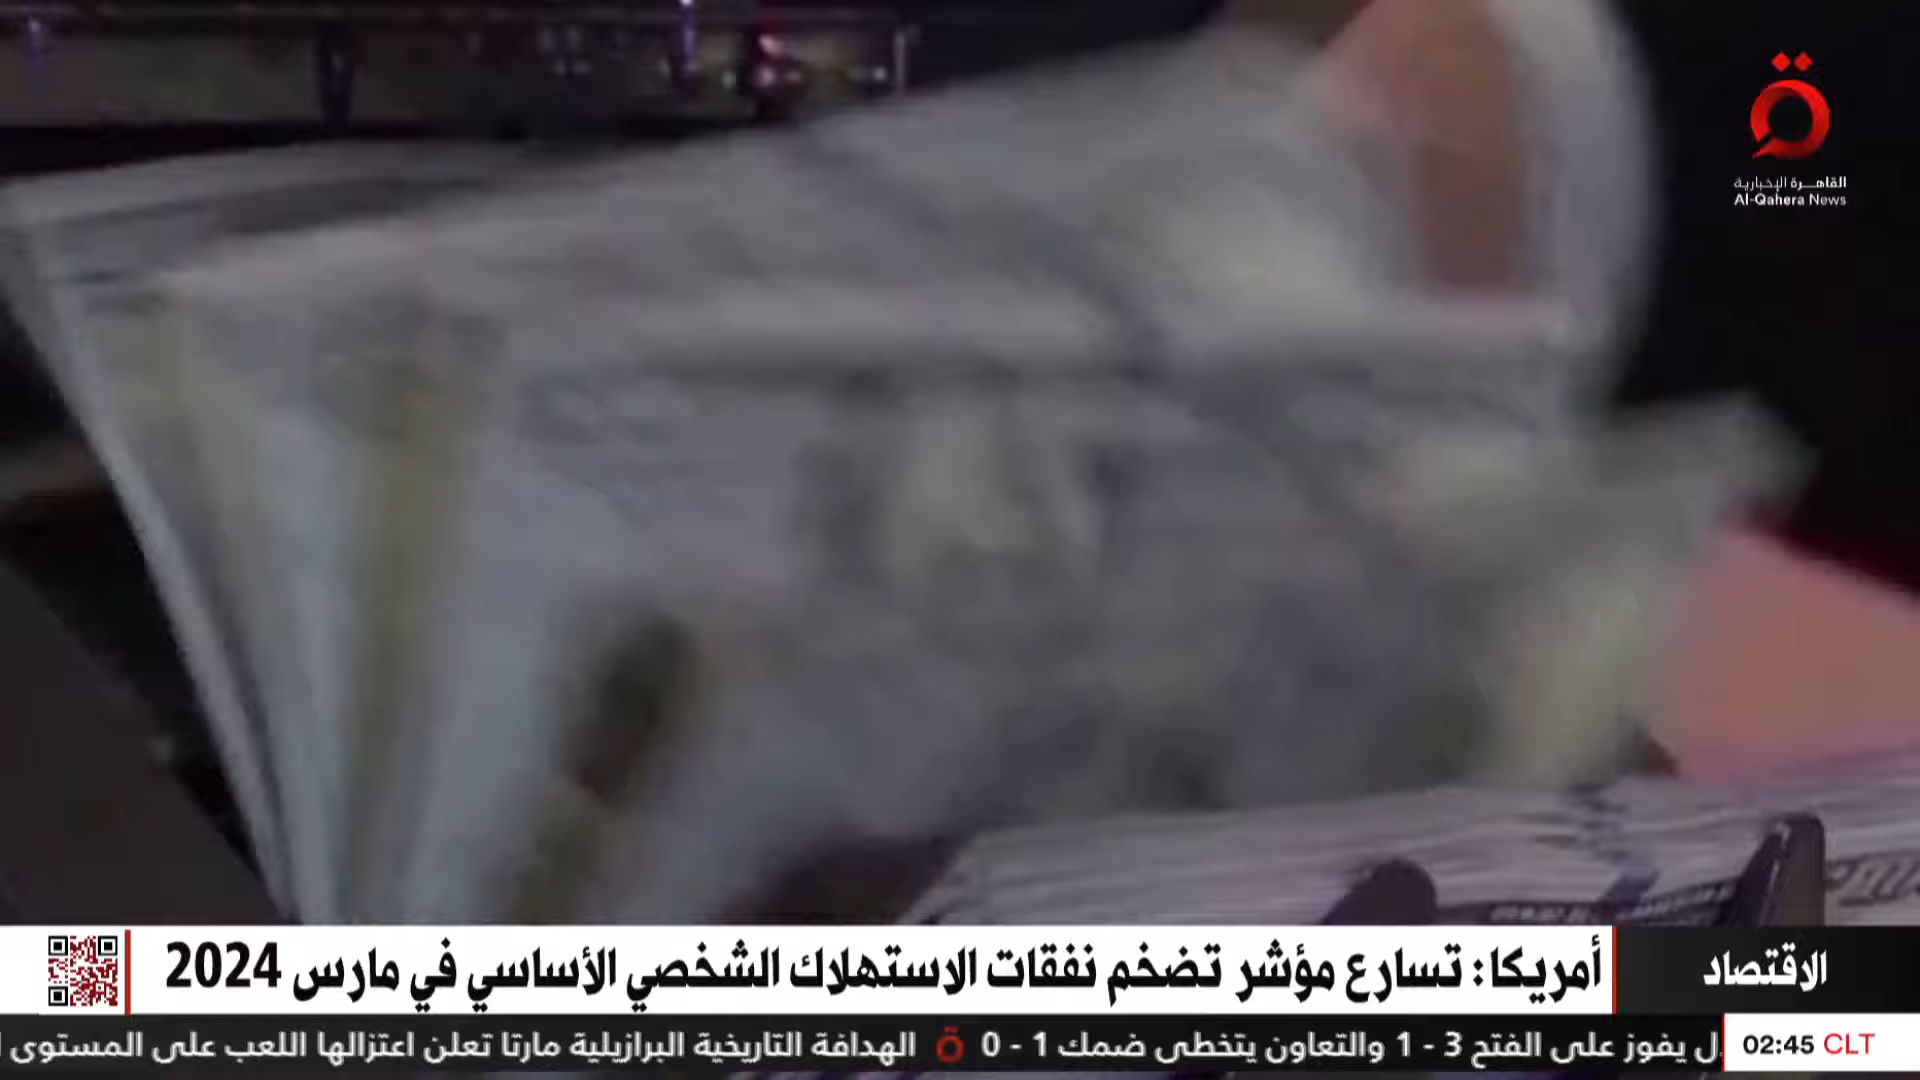 القاهرة الإخبارية
Al-Qahera News
الاقتصاد
أمريكا: تسارع مؤشر تضخم نفقات الاستهلاك الشخصي الأساسي في مارس 2024
02:45 CLT
يفوز على الفتح 3 - 1 والتعاون يتخطى ضمك 1 - 0 الهدافة التاريخية البرازيلية مارتا تعلن اعتزالها اللعب على المستوى